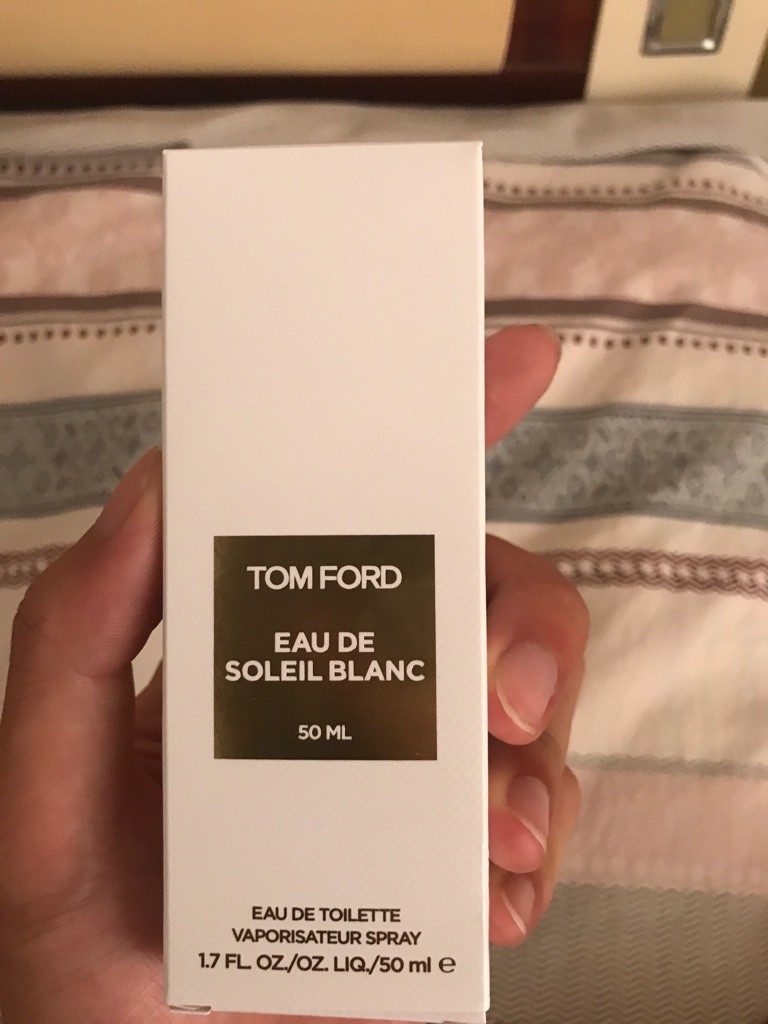 TOM FORD
EAU DE
SOLEIL BLANC
50 ML
EAU DE TOILETTE
VAPORISATEUR SPRAY
1.7 FL. OZ./OZ. LIQ./50 ml ℮